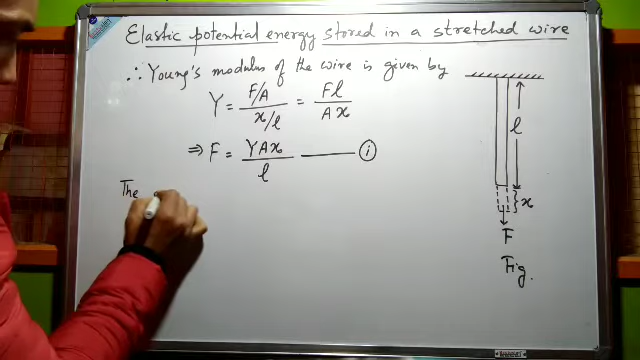 Elastic potential energy stored in a stretched wire
∴ Young's modulus of the wire is given by
Y = F/A / x/l = Fl / Ax
⇒ F = YAx / l ——— (i)
The
l
x
F
Fig.